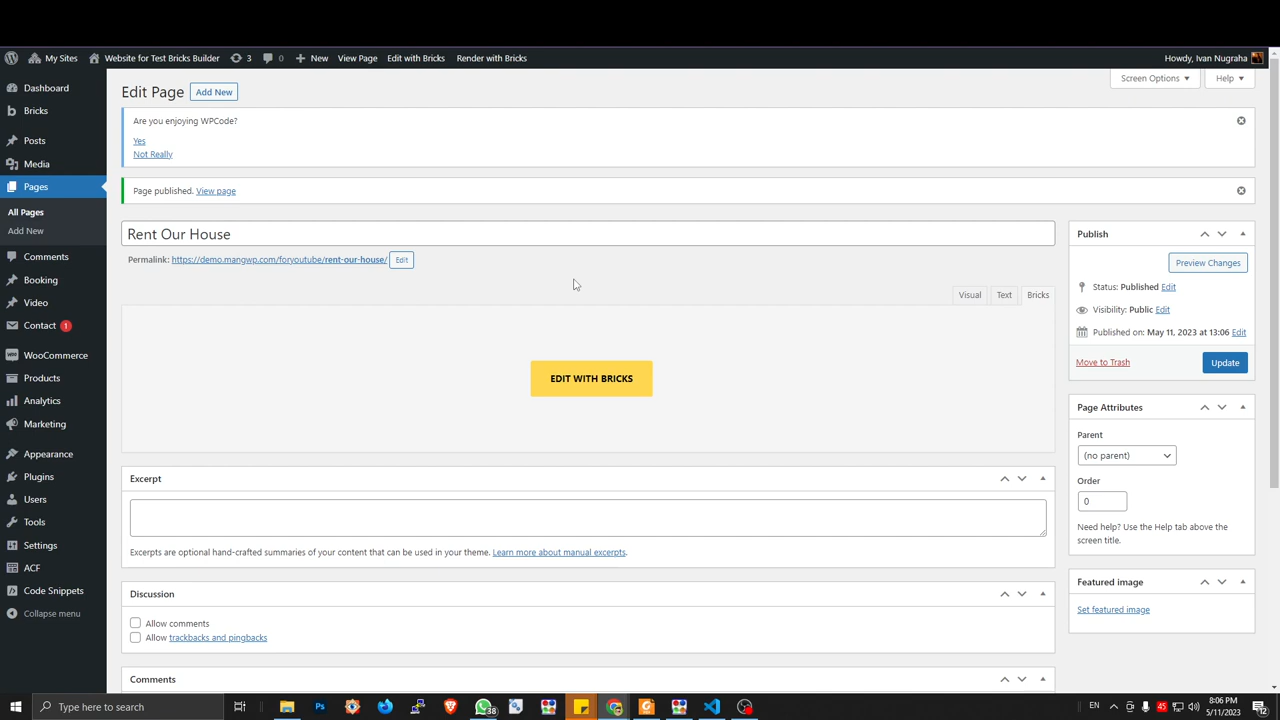 My Sites
Website for Test Bricks Builder
3
0
New
View Page
Edit with Bricks
Render with Bricks
Howdy, Ivan Nugraha
Dashboard
Bricks
Posts
Media
Pages
All Pages
Add New
Comments
Booking
Video
Contact 1
WooCommerce
Products
Analytics
Marketing
Appearance
Plugins
Users
Tools
Settings
ACF
Code Snippets
Collapse menu
Screen Options
Help
Edit Page
Add New
Are you enjoying WPCode?
Yes
Not Really
Page published. View page
Rent Our House
Permalink: https://demo.mangwp.com/foryoutube/rent-our-house/ Edit
Visual
Text
Bricks
EDIT WITH BRICKS
Excerpt
Excerpts are optional hand-crafted summaries of your content that can be used in your theme. Learn more about manual excerpts.
Discussion
Allow comments
Allow trackbacks and pingbacks
Comments
Publish
Preview Changes
Status: Published Edit
Visibility: Public Edit
Published on: May 11, 2023 at 13:06 Edit
Move to Trash
Update
Page Attributes
Parent
(no parent)
Order
0
Need help? Use the Help tab above the
screen title.
Featured image
Set featured image
Type here to search
38
EN
45
8:06 PM
5/11/2023
12